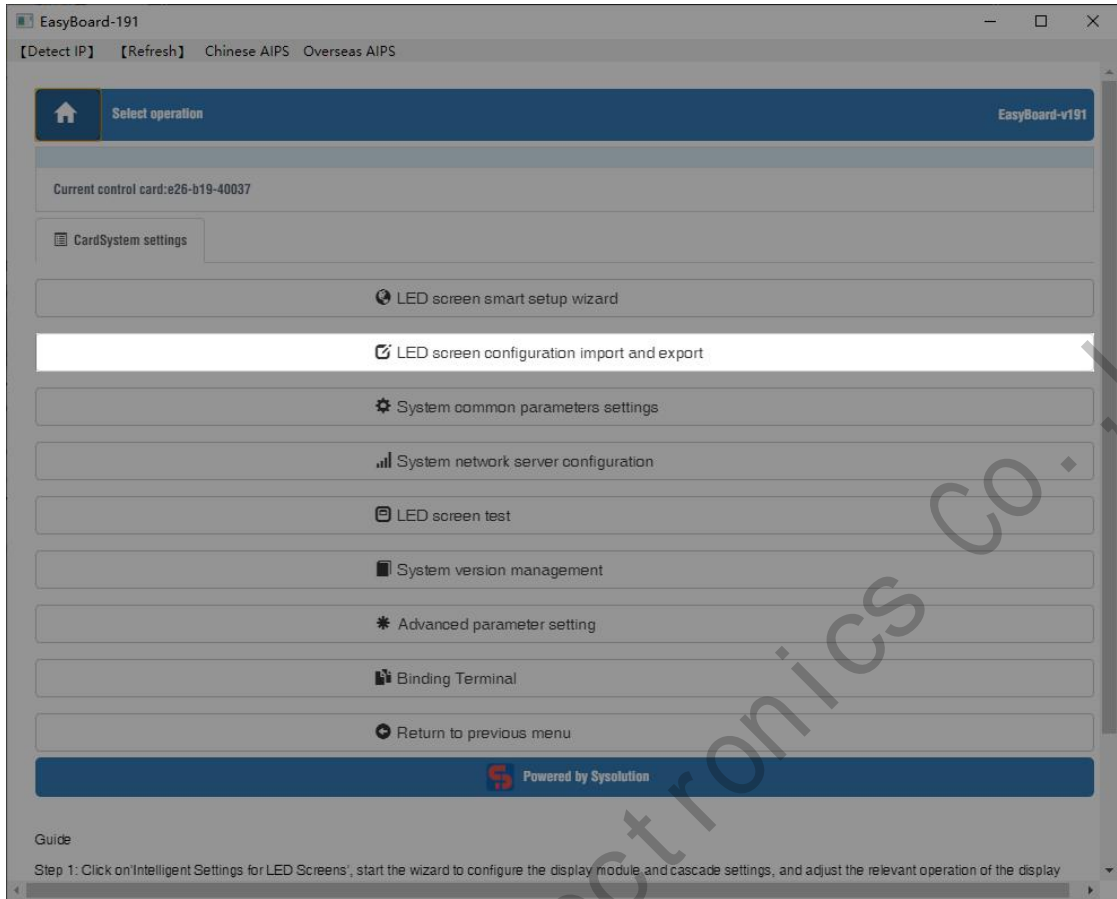 EasyBoard-191
【Detect IP】 【Refresh】 Chinese AIPS Overseas AIPS
Select operation EasyBoard-v191
Current control card:e26-b19-40037
CardSystem settings
LED screen smart setup wizard
LED screen configuration import and export
System common parameters settings
System network server configuration
LED screen test
System version management
Advanced parameter setting
Binding Terminal
Return to previous menu
Powered by Sysolution
Guide
Step 1: Click on'Intelligent Settings for LED Screens', start the wizard to configure the display module and cascade settings, and adjust the relevant operation of the display
ctronics Co.,